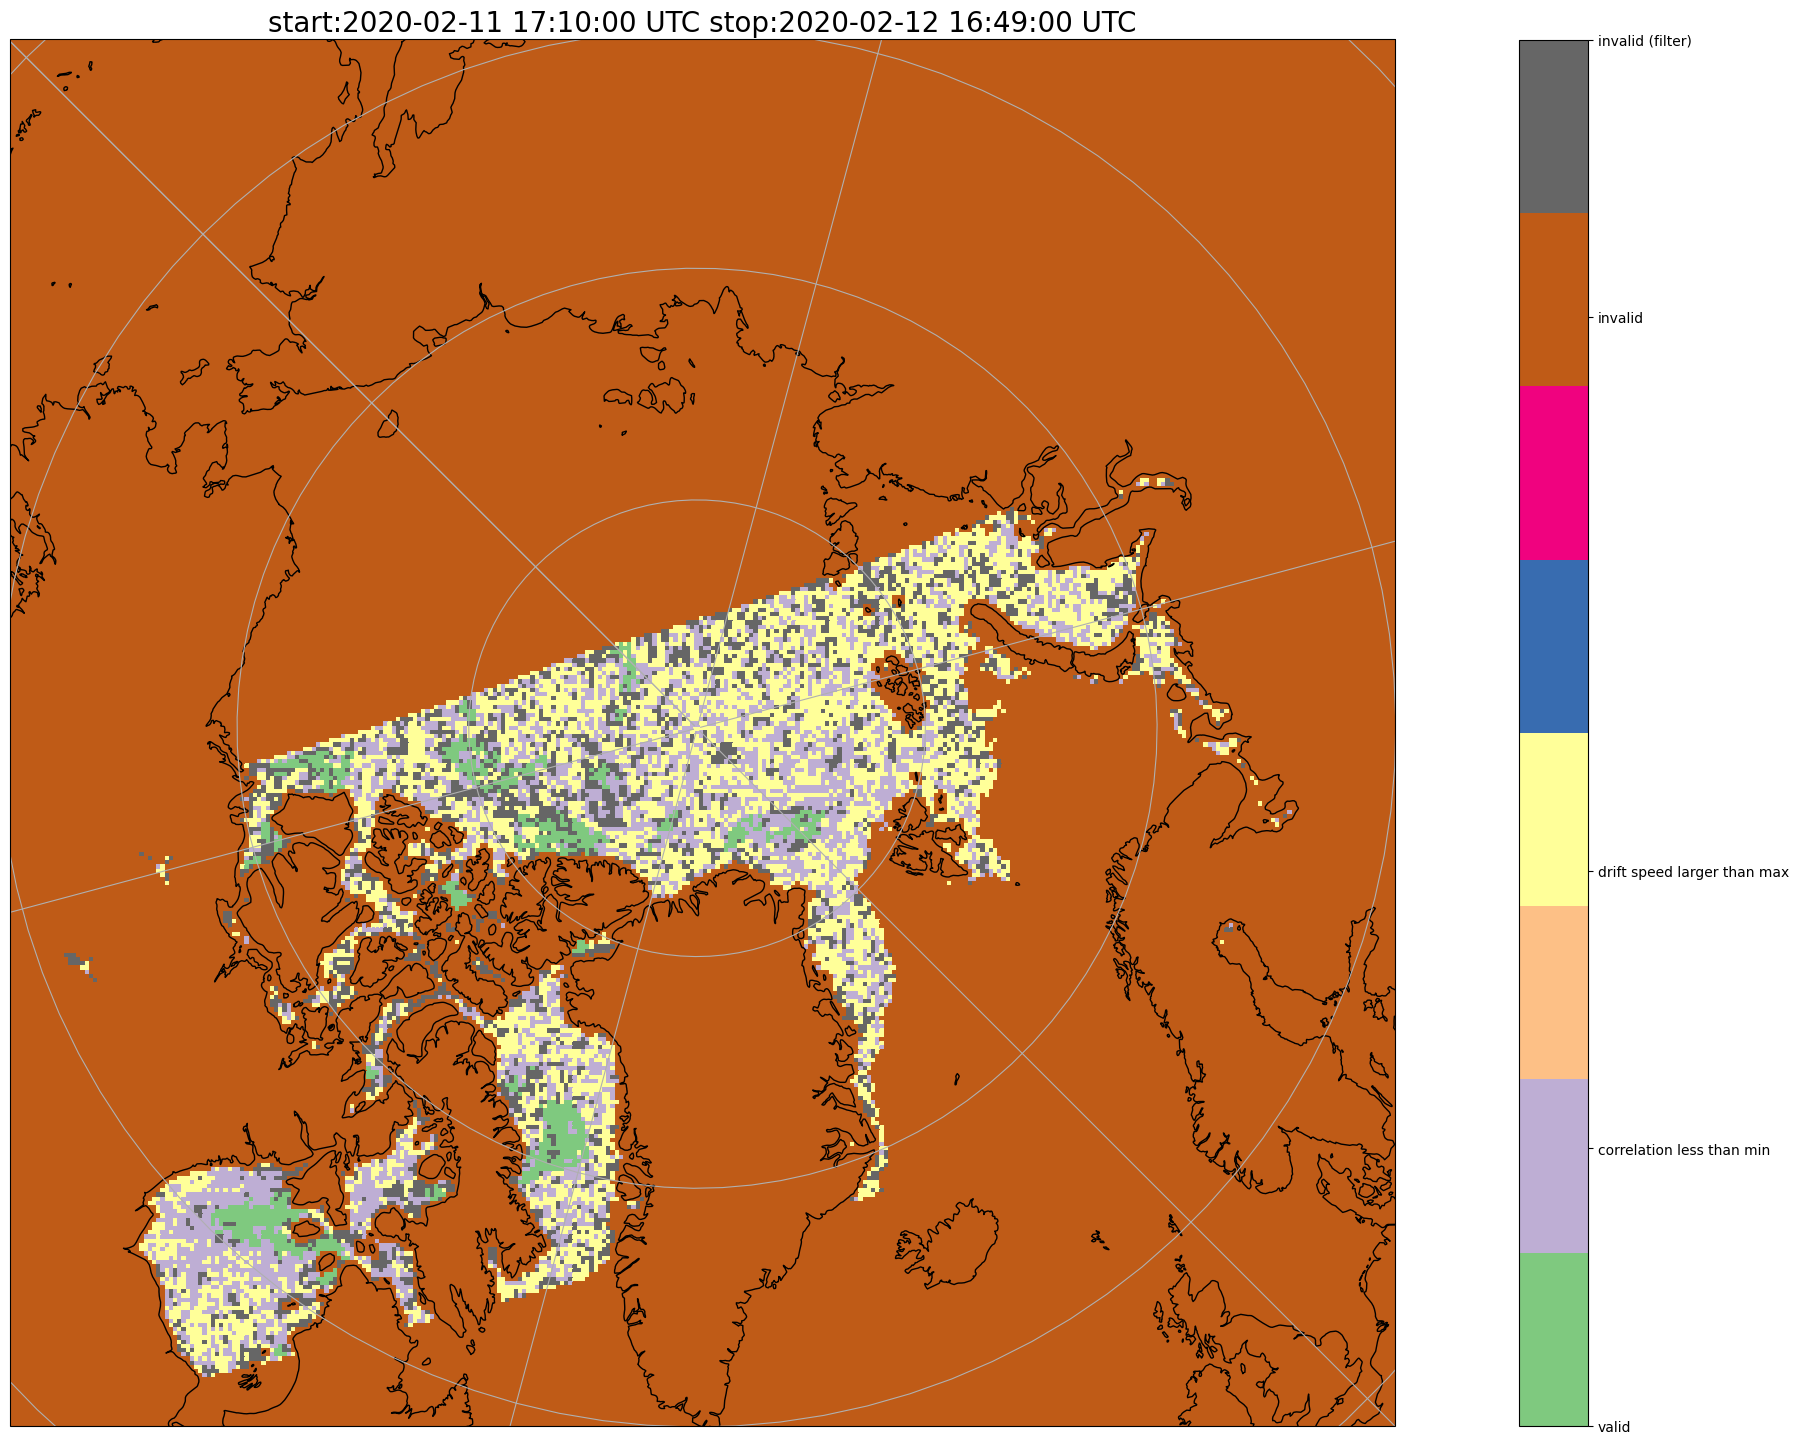 start:2020-02-11 17:10:00 UTC stop:2020-02-12 16:49:00 UTC
invalid (filter)
invalid
drift speed larger than max
correlation less than min
valid